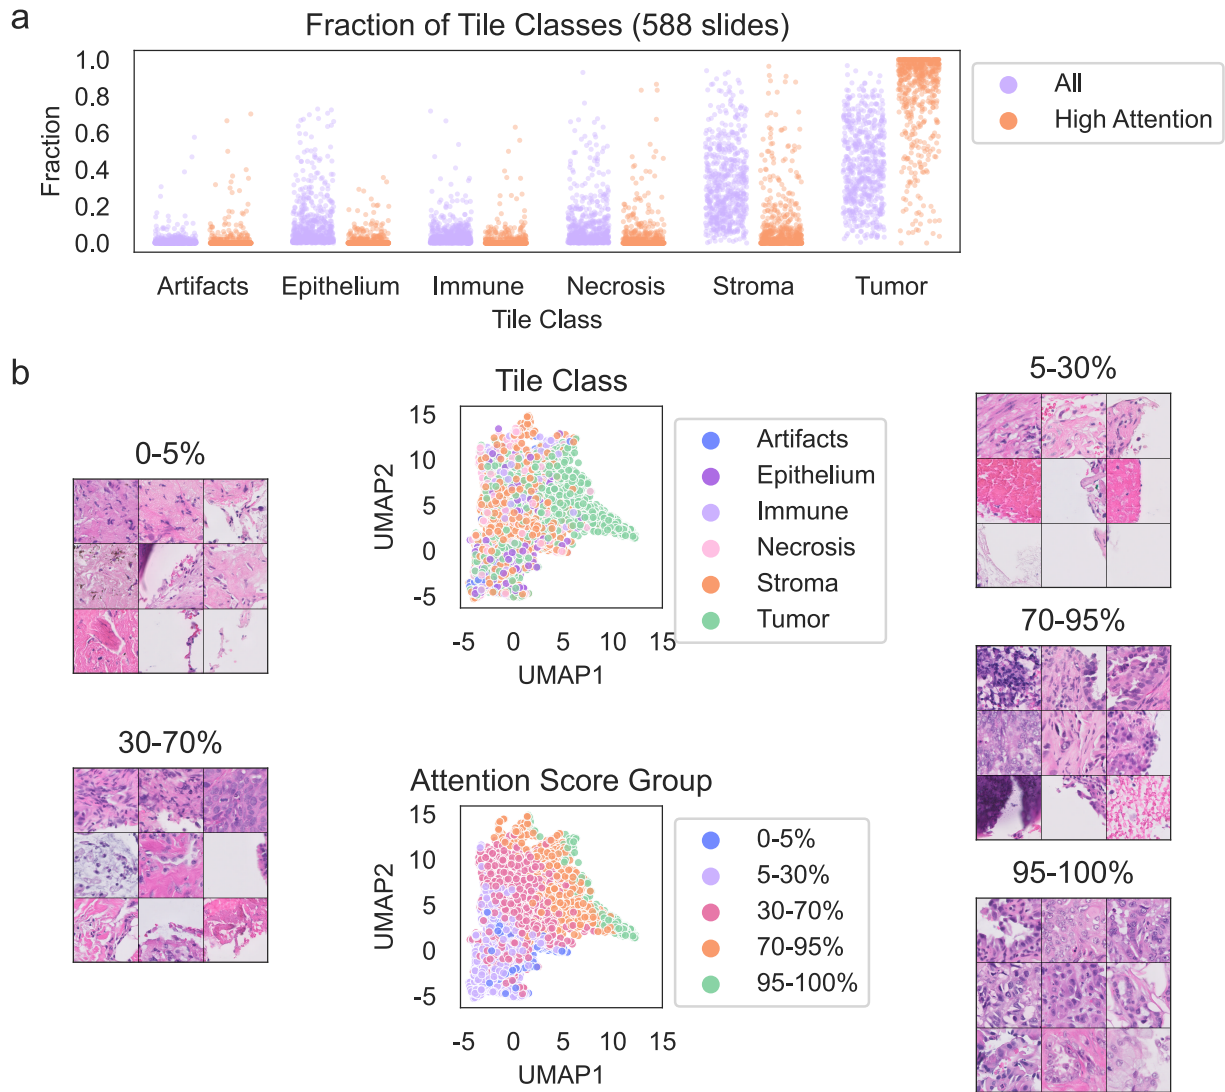 a
Fraction of Tile Classes (588 slides)
Fraction
1.0
0.8
0.6
0.4
0.2
0.0
Artifacts Epithelium Immune Necrosis Stroma Tumor
Tile Class
All
High Attention
b
0-5%
30-70%
Tile Class
UMAP2
15
10
5
0
-5
-5 0 5 10 15
UMAP1
Artifacts
Epithelium
Immune
Necrosis
Stroma
Tumor
Attention Score Group
UMAP2
15
10
5
0
-5
-5 0 5 10 15
UMAP1
0-5%
5-30%
30-70%
70-95%
95-100%
5-30%
70-95%
95-100%